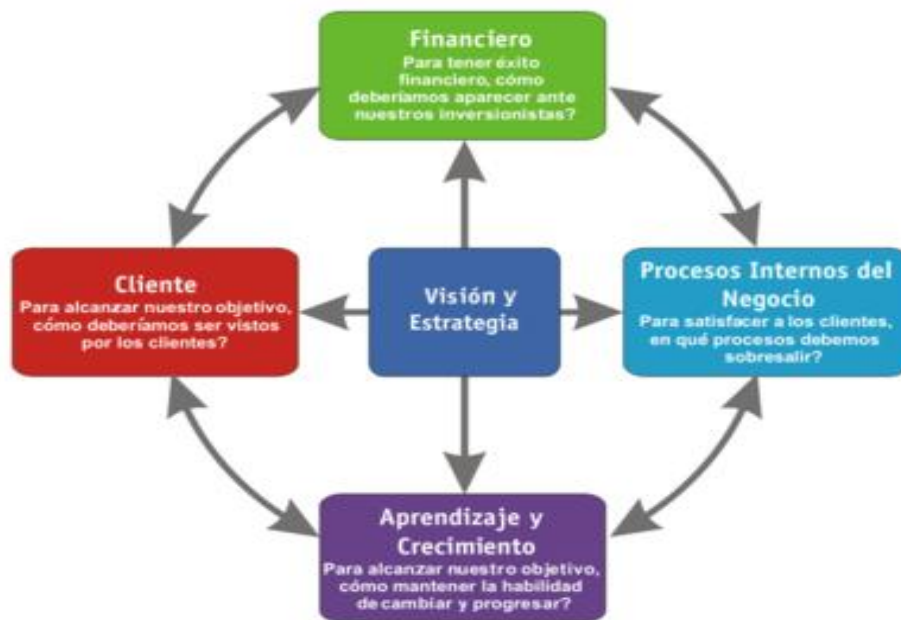 Financiero
Para tener éxito
financiero, cómo
deberíamos aparecer ante
nuestros inversionistas?
Cliente
Para alcanzar nuestro objetivo,
cómo deberíamos ser vistos
por los clientes?
Visión y
Estrategia
Procesos Internos del
Negocio
Para satisfacer a los clientes,
en qué procesos debemos
sobresalir?
Aprendizaje y
Crecimiento
Para alcanzar nuestro objetivo,
cómo mantener la habilidad
de cambiar y progresar?